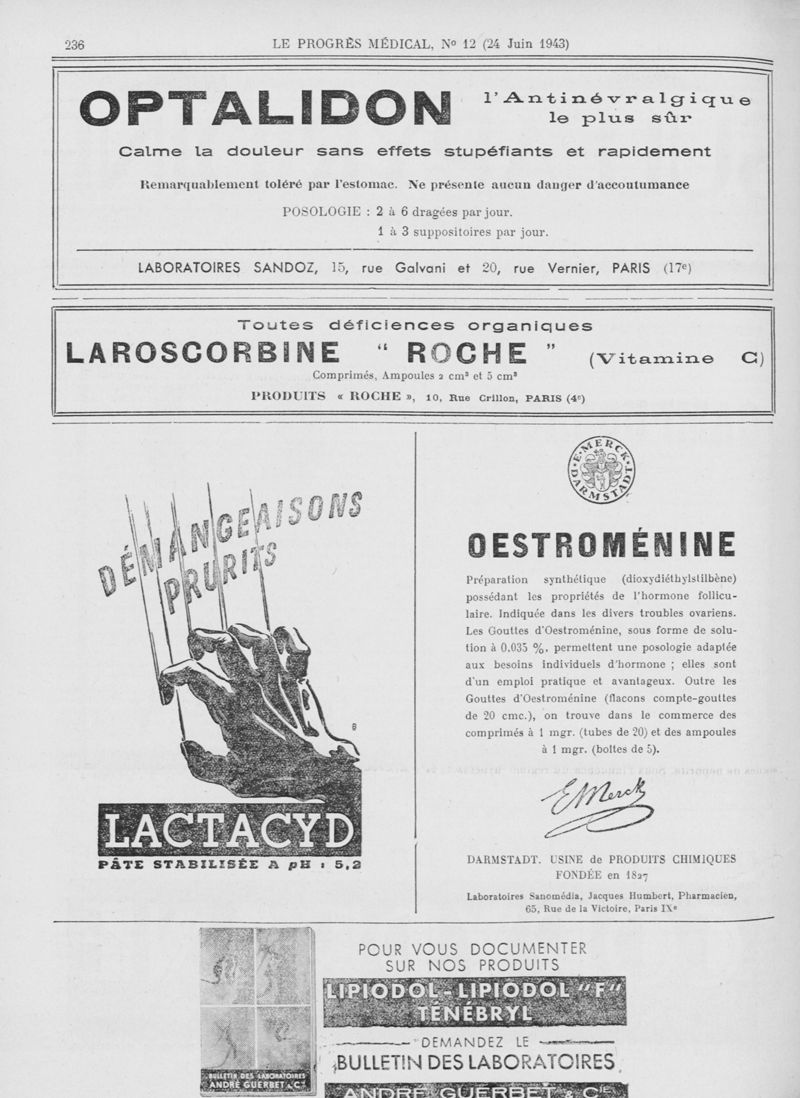 236
LE PROGRÈS MÉDICAL, Nº 12 (24 Juin 1943)
OPTALIDON
l'Antinévralgique
le plus sûr
Calme la douleur sans effets stupéfiants et rapidement
Remarquablement toléré par l'estomac. Ne présente aucun danger d'accoutumance
POSOLOGIE : 2 à 6 dragées par jour.
1 à 3 suppositoires par jour.
LABORATOIRES SANDOZ, 15, rue Galvani et 20, rue Vernier, PARIS (17e)
Toutes déficiences organiques
LAROSCORBINE “ ROCHE ” (Vitamine C)
Comprimés, Ampoules 2 cm³ et 5 cm³
PRODUITS « ROCHE », 10, Rue Crillon, PARIS (4e)
DÉMANGEAISONS
PRURITS
LACTACYD
PÂTE STABILISÉE A pH : 5,2
E. MERCK
DARMSTADT
OESTROMÉNINE
Préparation synthétique (dioxydiéthylstilbène)
possédant les propriétés de l'hormone follicu-
laire. Indiquée dans les divers troubles ovariens.
Les Gouttes d'Oestroménine, sous forme de solu-
tion à 0.035 %, permettent une posologie adaptée
aux besoins individuels d'hormone ; elles sont
d'un emploi pratique et avantageux. Outre les
Gouttes d'Oestroménine (flacons compte-gouttes
de 20 cmc.), on trouve dans le commerce des
comprimés à 1 mgr. (tubes de 20) et des ampoules
à 1 mgr. (boîtes de 5).
E. Merck
DARMSTADT. USINE de PRODUITS CHIMIQUES
FONDÉE en 1827
Laboratoires Sanomédia, Jacques Humbert, Pharmacien,
65, Rue de la Victoire, Paris IXe
BULLETIN DES LABORATOIRES
ANDRÉ GUERBET & Cie
POUR VOUS DOCUMENTER
SUR NOS PRODUITS
LIPIODOL - LIPIODOL "F"
TÉNÉBRYL
DEMANDEZ LE
BULLETIN DES LABORATOIRES
ANDRÉ GUERBET & Cie